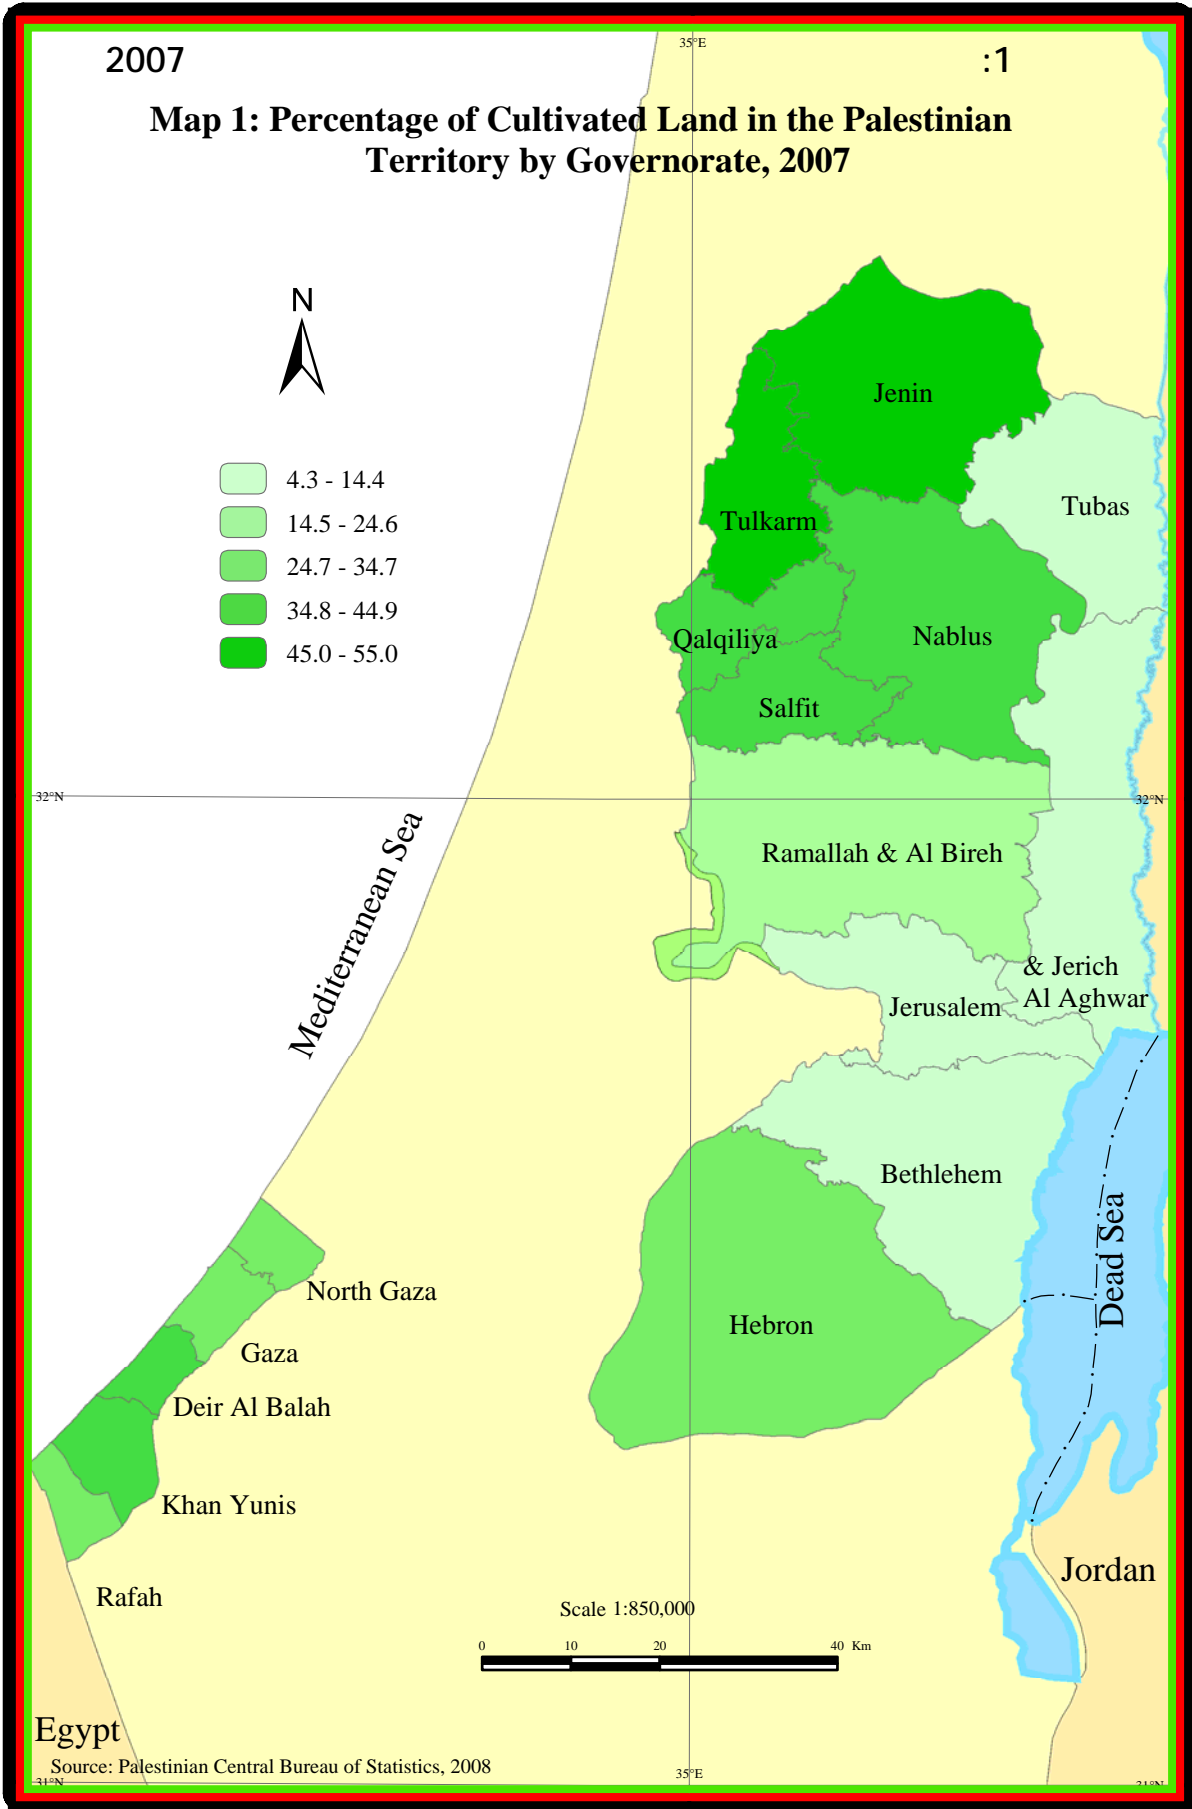 2007
:1
35°E
Map 1: Percentage of Cultivated Land in the Palestinian
Territory by Governorate, 2007
N
4.3 - 14.4
14.5 - 24.6
24.7 - 34.7
34.8 - 44.9
45.0 - 55.0
Jenin
Tubas
Tulkarm
Qalqiliya
Nablus
Salfit
32°N
32°N
Mediterranean Sea
Ramallah & Al Bireh
& Jerich
Al Aghwar
Jerusalem
Bethlehem
Dead Sea
North Gaza
Hebron
Gaza
Deir Al Balah
Khan Yunis
Rafah
Jordan
Scale 1:850,000
0 10 20 40 Km
Egypt
Source: Palestinian Central Bureau of Statistics, 2008
35°E
31°N
31°N